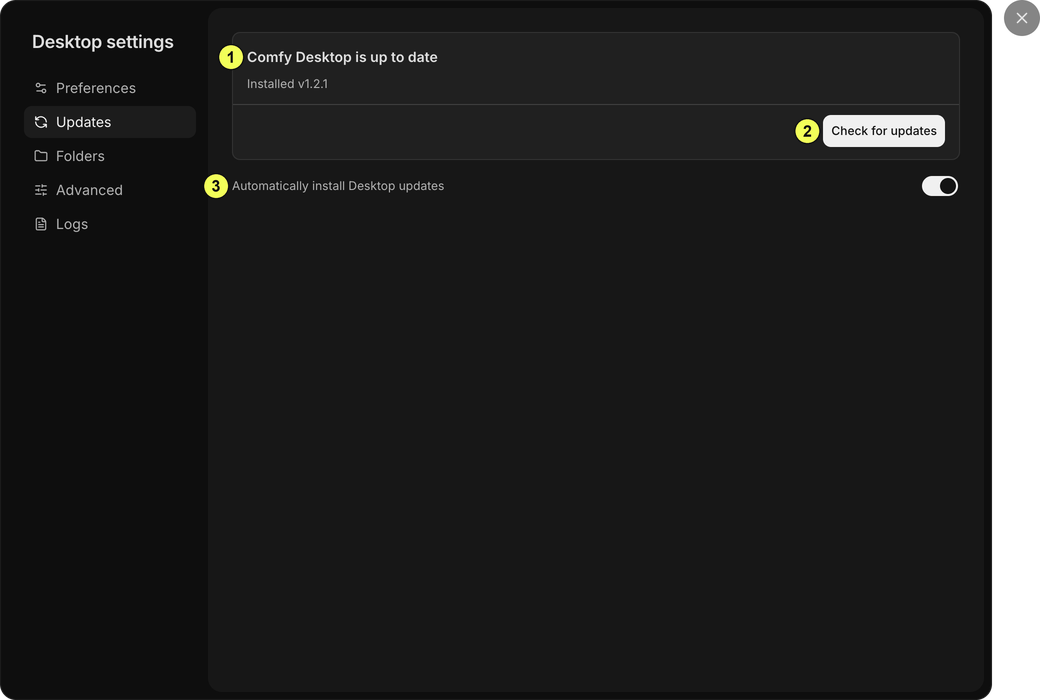 Desktop settings
Preferences
Updates
Folders
Advanced
Logs
1 Comfy Desktop is up to date
Installed v1.2.1
2 Check for updates
3 Automatically install Desktop updates